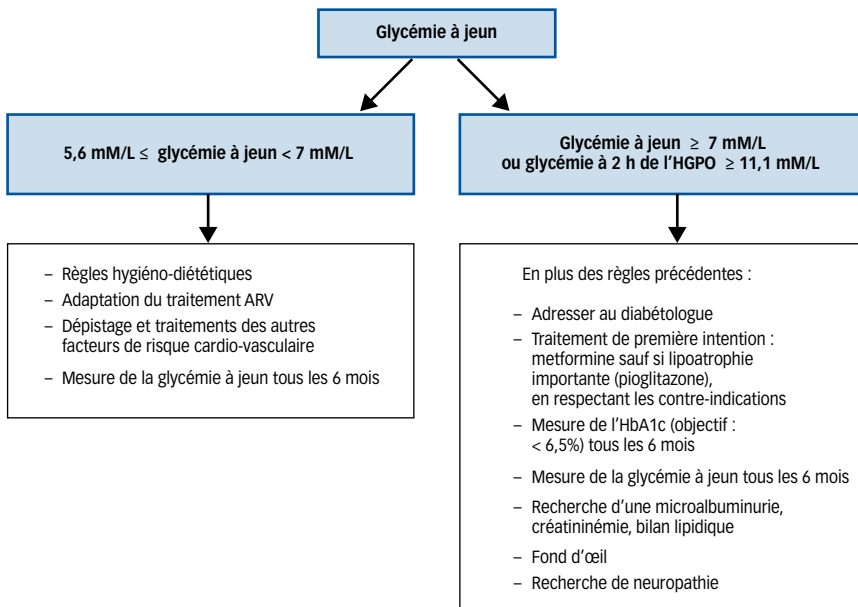 Glycémie à jeun
5,6 mM/L ≤ glycémie à jeun < 7 mM/L
Glycémie à jeun ≥ 7 mM/L
ou glycémie à 2 h de l'HGPO ≥ 11,1 mM/L
– Règles hygiéno-diététiques
– Adaptation du traitement ARV
– Dépistage et traitements des autres
facteurs de risque cardio-vasculaire
– Mesure de la glycémie à jeun tous les 6 mois
En plus des règles précédentes :
– Adresser au diabétologue
– Traitement de première intention :
metformine sauf si lipoatrophie
importante (pioglitazone),
en respectant les contre-indications
– Mesure de l'HbA1c (objectif :
< 6,5%) tous les 6 mois
– Mesure de la glycémie à jeun tous les 6 mois
– Recherche d'une microalbuminurie,
créatininémie, bilan lipidique
– Fond d'œil
– Recherche de neuropathie